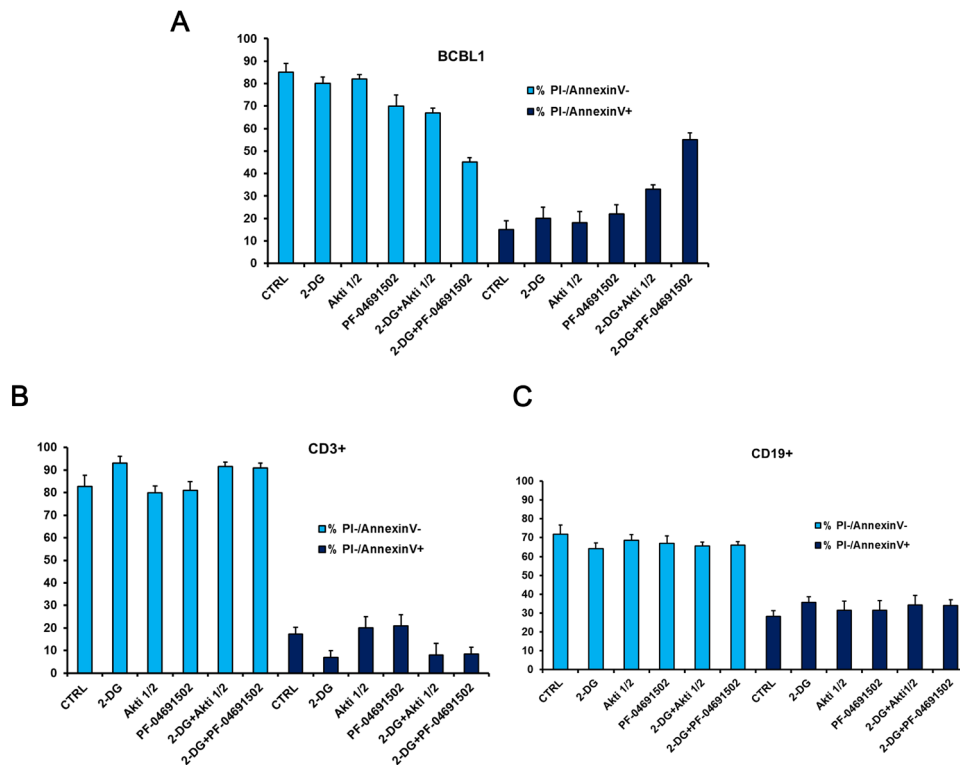 A
BCBL1
100
90
80
70
60
50
40
30
20
10
0
% PI-/AnnexinV-
% PI-/AnnexinV+
CTRL
2-DG
Akti 1/2
PF-04691502
2-DG+Akti 1/2
2-DG+PF-04691502
CTRL
2-DG
Akti 1/2
PF-04691502
2-DG+Akti 1/2
2-DG+PF-04691502
B
CD3+
100
90
80
70
60
50
40
30
20
10
0
% PI-/AnnexinV-
% PI-/AnnexinV+
CTRL
2-DG
Akti 1/2
PF-04691502
2-DG+Akti 1/2
2-DG+PF-04691502
CTRL
2-DG
Akti 1/2
PF-04691502
2-DG+Akti 1/2
2-DG+PF-04691502
C
CD19+
100
90
80
70
60
50
40
30
20
10
0
% PI-/AnnexinV-
% PI-/AnnexinV+
CTRL
2-DG
Akti 1/2
PF-04691502
2-DG+Akti 1/2
2-DG+PF-04691502
CTRL
2-DG
Akti 1/2
PF-04691502
2-DG+Akti1/2
2-DG+PF-04691502